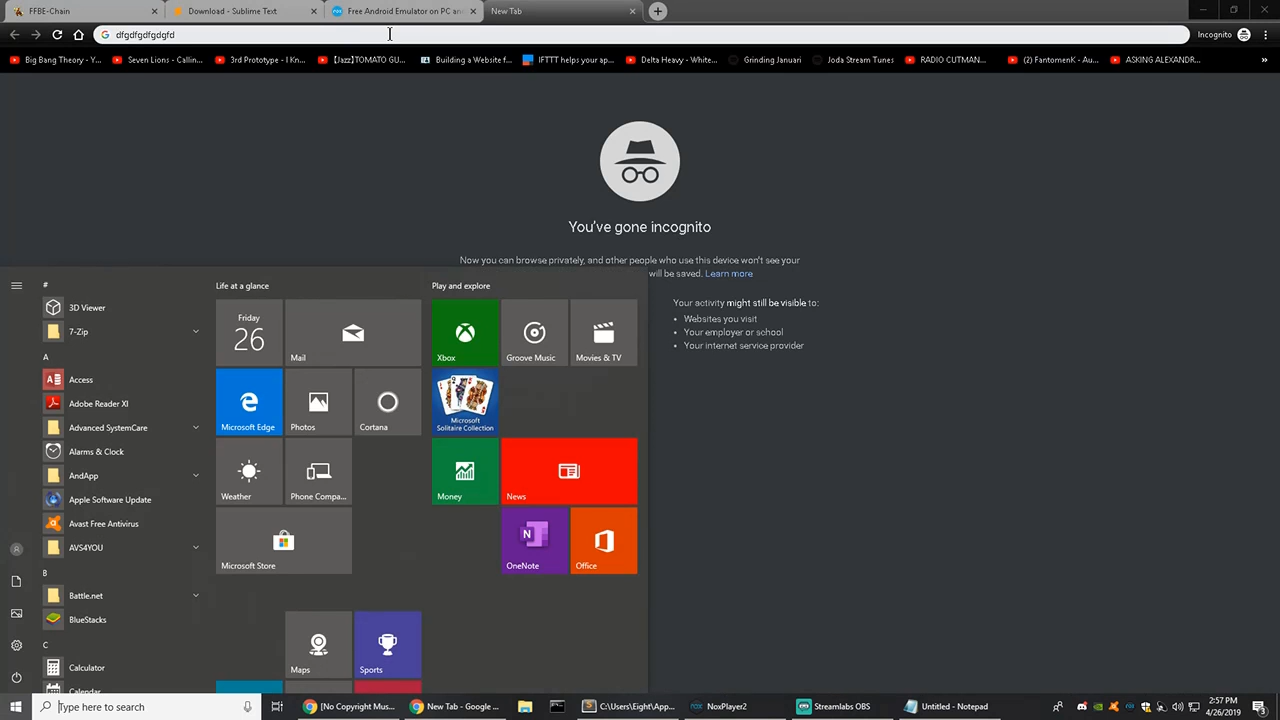 FFBE-Chain
Download - Sublime Text
Free Android Emulator on PC and
New Tab
dfgdfgdfgdgfd
Incognito
Big Bang Theory - Y...
Seven Lions - Callin...
3rd Prototype - I Kn...
【Jazz】TOMATO GU...
Building a Website f...
IFTTT helps your ap...
Delta Heavy - White...
Grinding Januari
Joda Stream Tunes
RADIO CUTMAN...
(2) FantomenK - Au...
ASKING ALEXANDR...
»
You've gone incognito
Now you can browse privately, and other people who use this device won't see your
will be saved. Learn more
Your activity might still be visible to:
• Websites you visit
• Your employer or school
• Your internet service provider
#
3D Viewer
7-Zip
A
Access
Adobe Reader XI
Advanced SystemCare
Alarms & Clock
AndApp
Apple Software Update
Avast Free Antivirus
AVS4YOU
B
Battle.net
BlueStacks
C
Calculator
Calendar
Life at a glance
Friday
26
Mail
Microsoft Edge
Photos
Cortana
Weather
Phone Compa...
Microsoft Store
Maps
Sports
Play and explore
Xbox
Groove Music
Movies & TV
Microsoft
Solitaire Collection
Money
News
OneNote
Office
Type here to search
[No Copyright Mus...
New Tab - Google ...
C:\Users\Eight\App...
NoxPlayer2
Streamlabs OBS
Untitled - Notepad
2:57 PM
4/26/2019